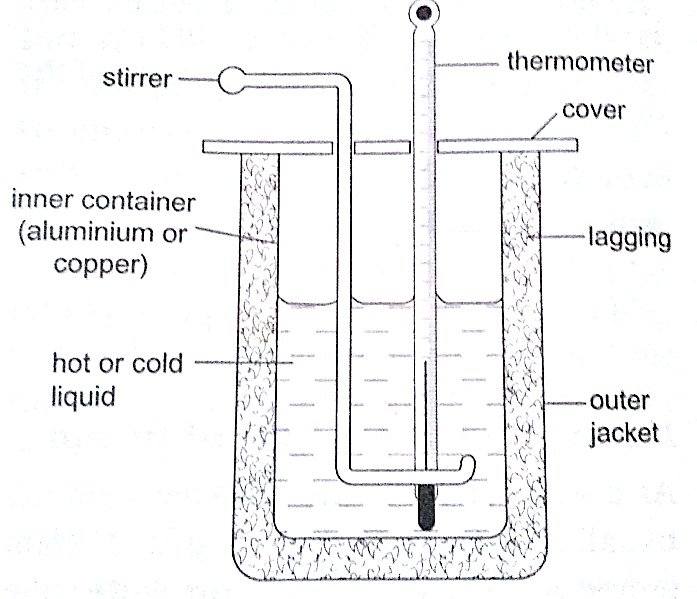 thermometer
stirrer
cover
inner container
(aluminium or
copper)
lagging
hot or cold
liquid
outer
jacket